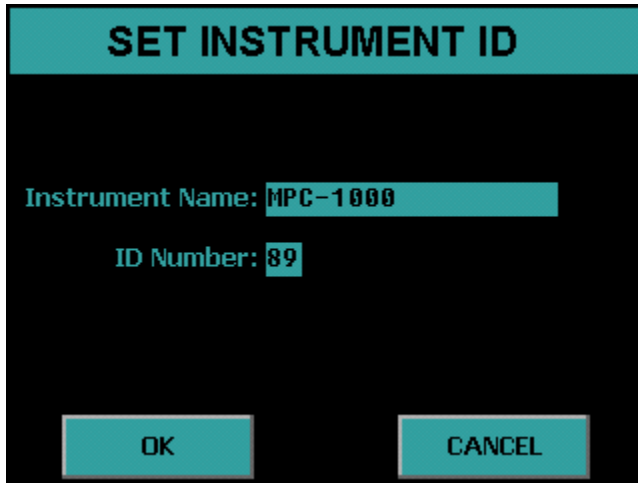 SET INSTRUMENT ID
Instrument Name: MPC-1000
ID Number: 89
OK CANCEL